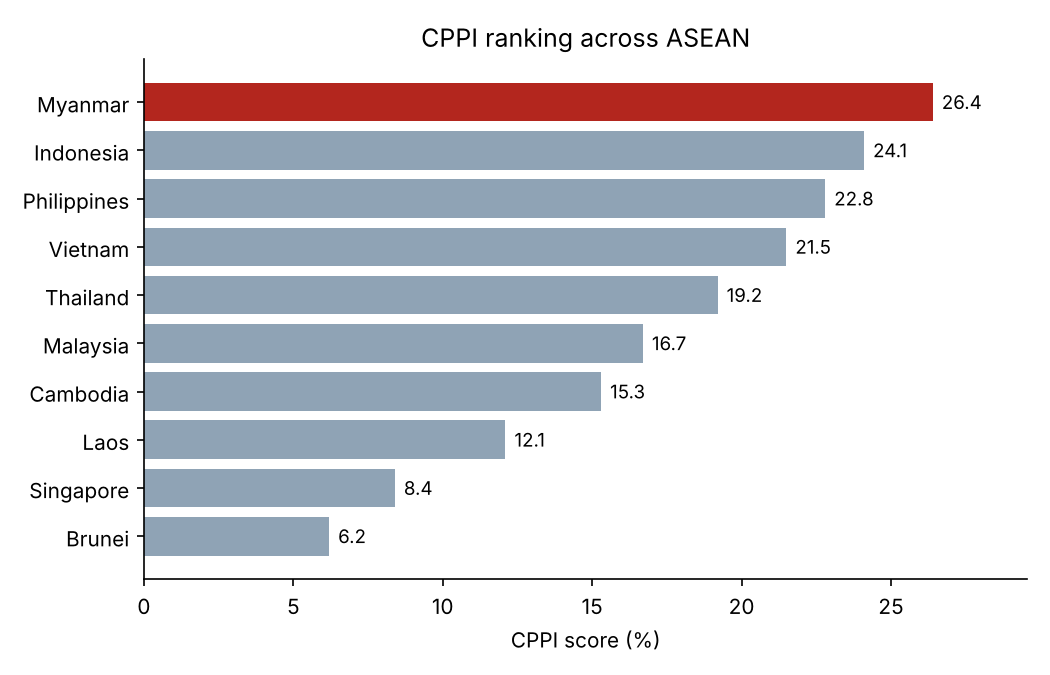 CPPI ranking across ASEAN
Myanmar 26.4
Indonesia 24.1
Philippines 22.8
Vietnam 21.5
Thailand 19.2
Malaysia 16.7
Cambodia 15.3
Laos 12.1
Singapore 8.4
Brunei 6.2
0 5 10 15 20 25
CPPI score (%)